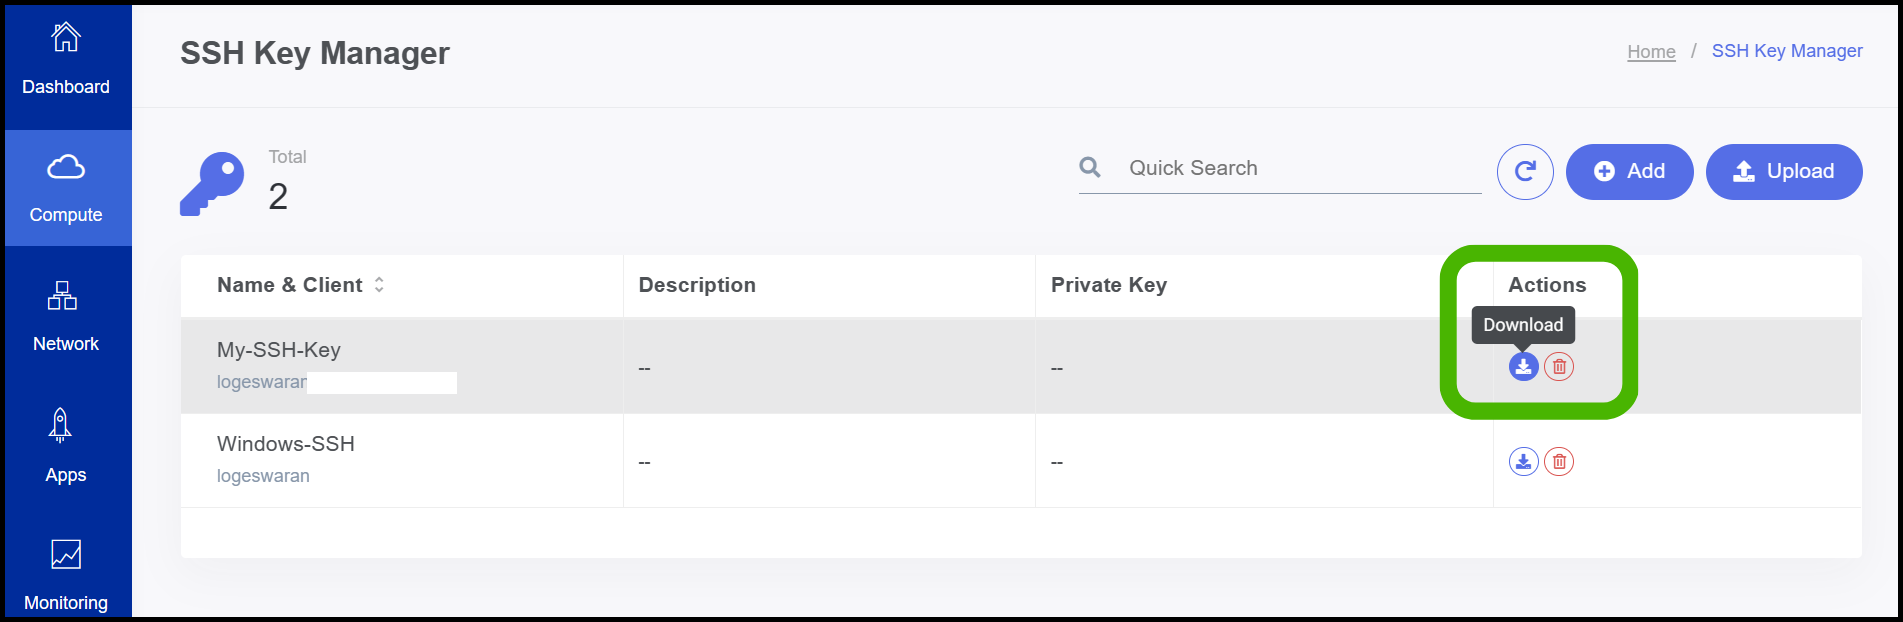 Dashboard
Compute
Network
Apps
Monitoring
SSH Key Manager
Home / SSH Key Manager
Total
2
Quick Search
Add
Upload
Name & Client
Description
Private Key
Actions
Download
My-SSH-Key
logeswaran
--
--
Windows-SSH
logeswaran
--
--